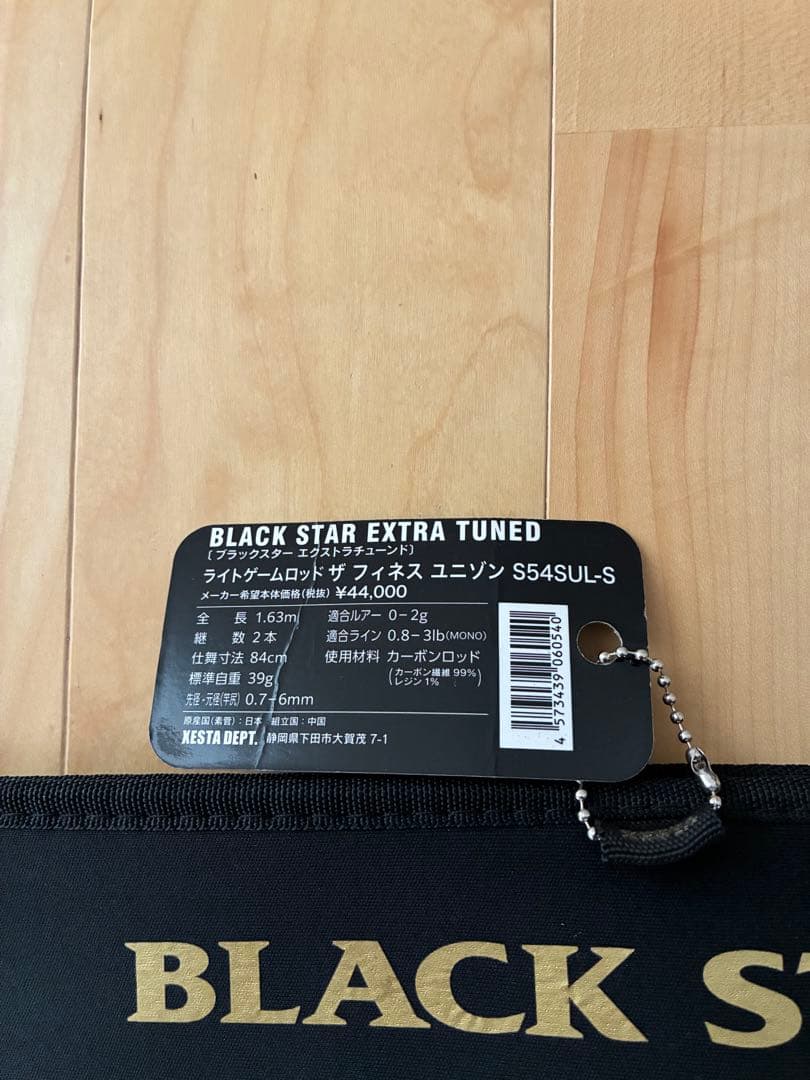 BLACK STAR EXTRA TUNED
[ブラックスター エクストラチューンド]
ライトゲームロッド ザ フィネス ユニゾン S54SUL-S
メーカー希望本体価格(税抜) ¥44,000
全長 1.63m 適合ルアー 0-2g
継数 2本 適合ライン 0.8-3lb(MONO)
仕舞寸法 84cm 使用材料 カーボンロッド
標準自重 39g (カーボン繊維 99% レジン 1%)
先径・元径(竿尻) 0.7-6mm
原産国(素管):日本 組立国:中国
XESTA DEPT. 静岡県下田市大賀茂 7-1
4 573439 060540
BLACK ST